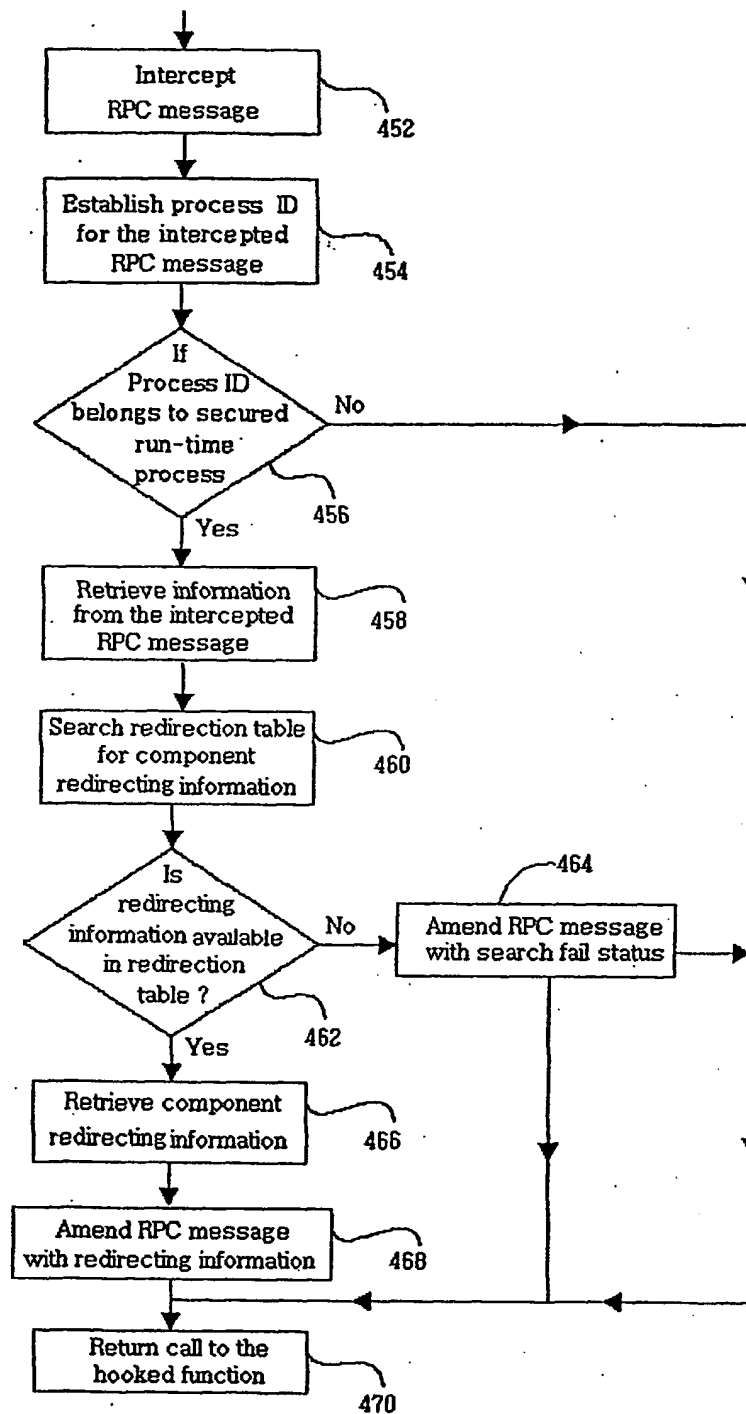 Intercept
RPC message
452
Establish process ID
for the intercepted
RPC message
454
If
Process ID
belongs to secured
run-time
process
No
456
Yes
Retrieve information
from the intercepted
RPC message
458
Search redirection table
for component
redirecting information
460
Is
redirecting
information available
in redirection
table ?
No
464
Amend RPC message
with search fail status
462
Yes
Retrieve component
redirecting information
466
Amend RPC message
with redirecting information
468
Return call to the
hooked function
470